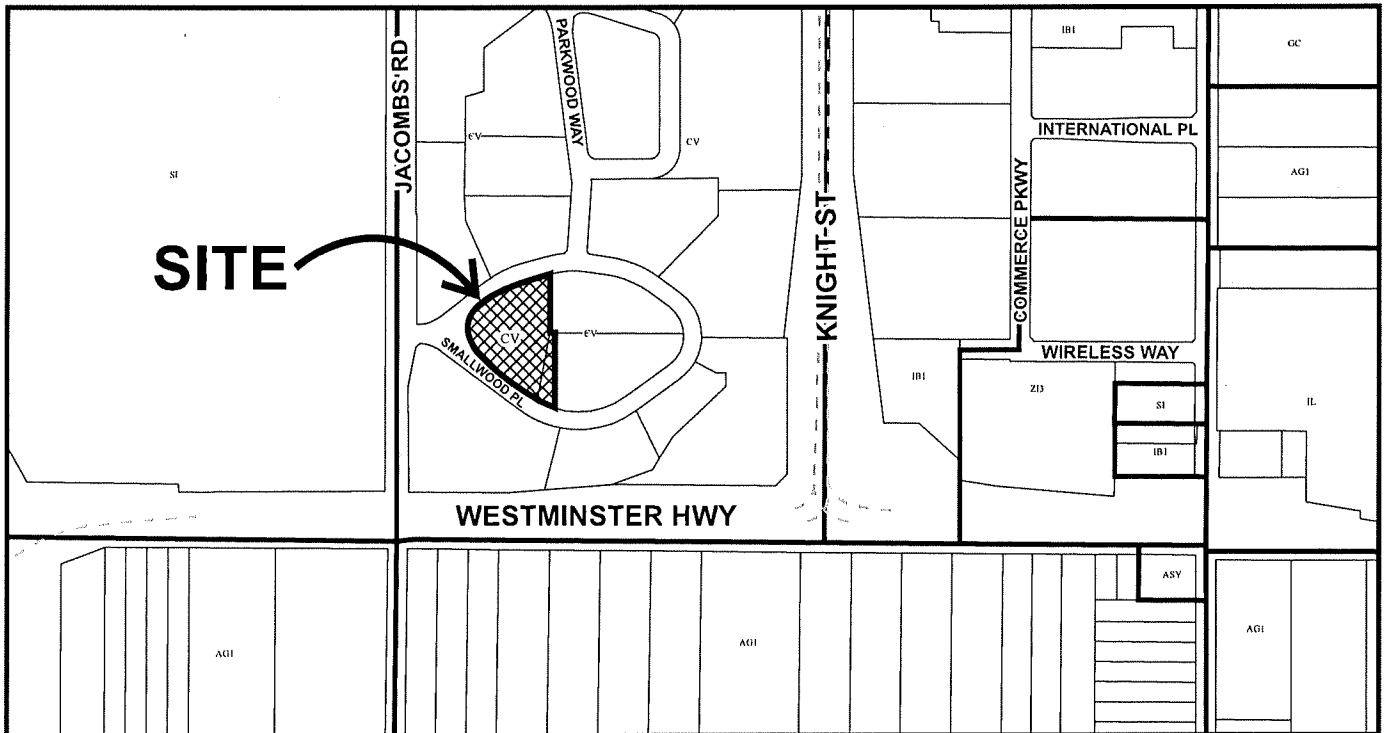 IB1
GC
JACOMBS RD
PARKWOOD WAY
CV
CV
INTERNATIONAL PL
SI
AG1
COMMERCE PKWY
KNIGHT ST
SITE
CV
CV
SMALLWOOD PL
WIRELESS WAY
IB1
ZI3
SI
IL
IB1
WESTMINSTER HWY
ASY
AG1
AG1
AG1